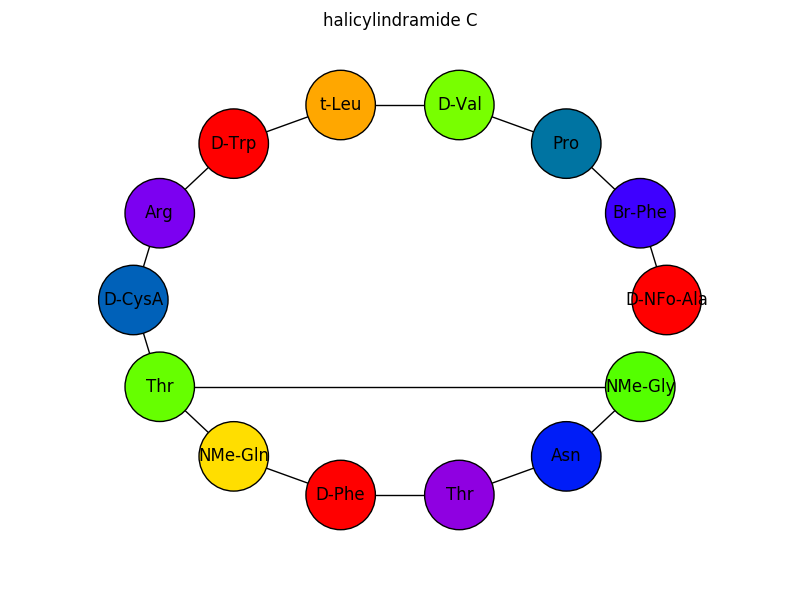 halicylindramide C
t-Leu
D-Val
D-Trp
Pro
Arg
Br-Phe
D-CysA
D-NFo-Ala
Thr
NMe-Gly
NMe-Gln
Asn
D-Phe
Thr